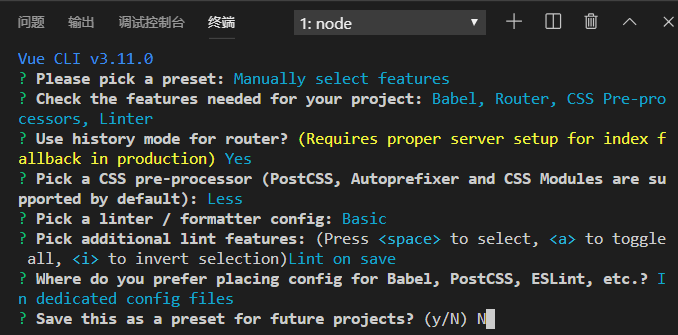 问题 输出 调试控制台 终端 1: node
Vue CLI v3.11.0
? Please pick a preset: Manually select features
? Check the features needed for your project: Babel, Router, CSS Pre-pro
cessors, Linter
? Use history mode for router? (Requires proper server setup for index f
allback in production) Yes
? Pick a CSS pre-processor (PostCSS, Autoprefixer and CSS Modules are su
pported by default): Less
? Pick a linter / formatter config: Basic
? Pick additional lint features: (Press <space> to select, <a> to toggle
 all, <i> to invert selection)Lint on save
? Where do you prefer placing config for Babel, PostCSS, ESLint, etc.? I
n dedicated config files
? Save this as a preset for future projects? (y/N) N